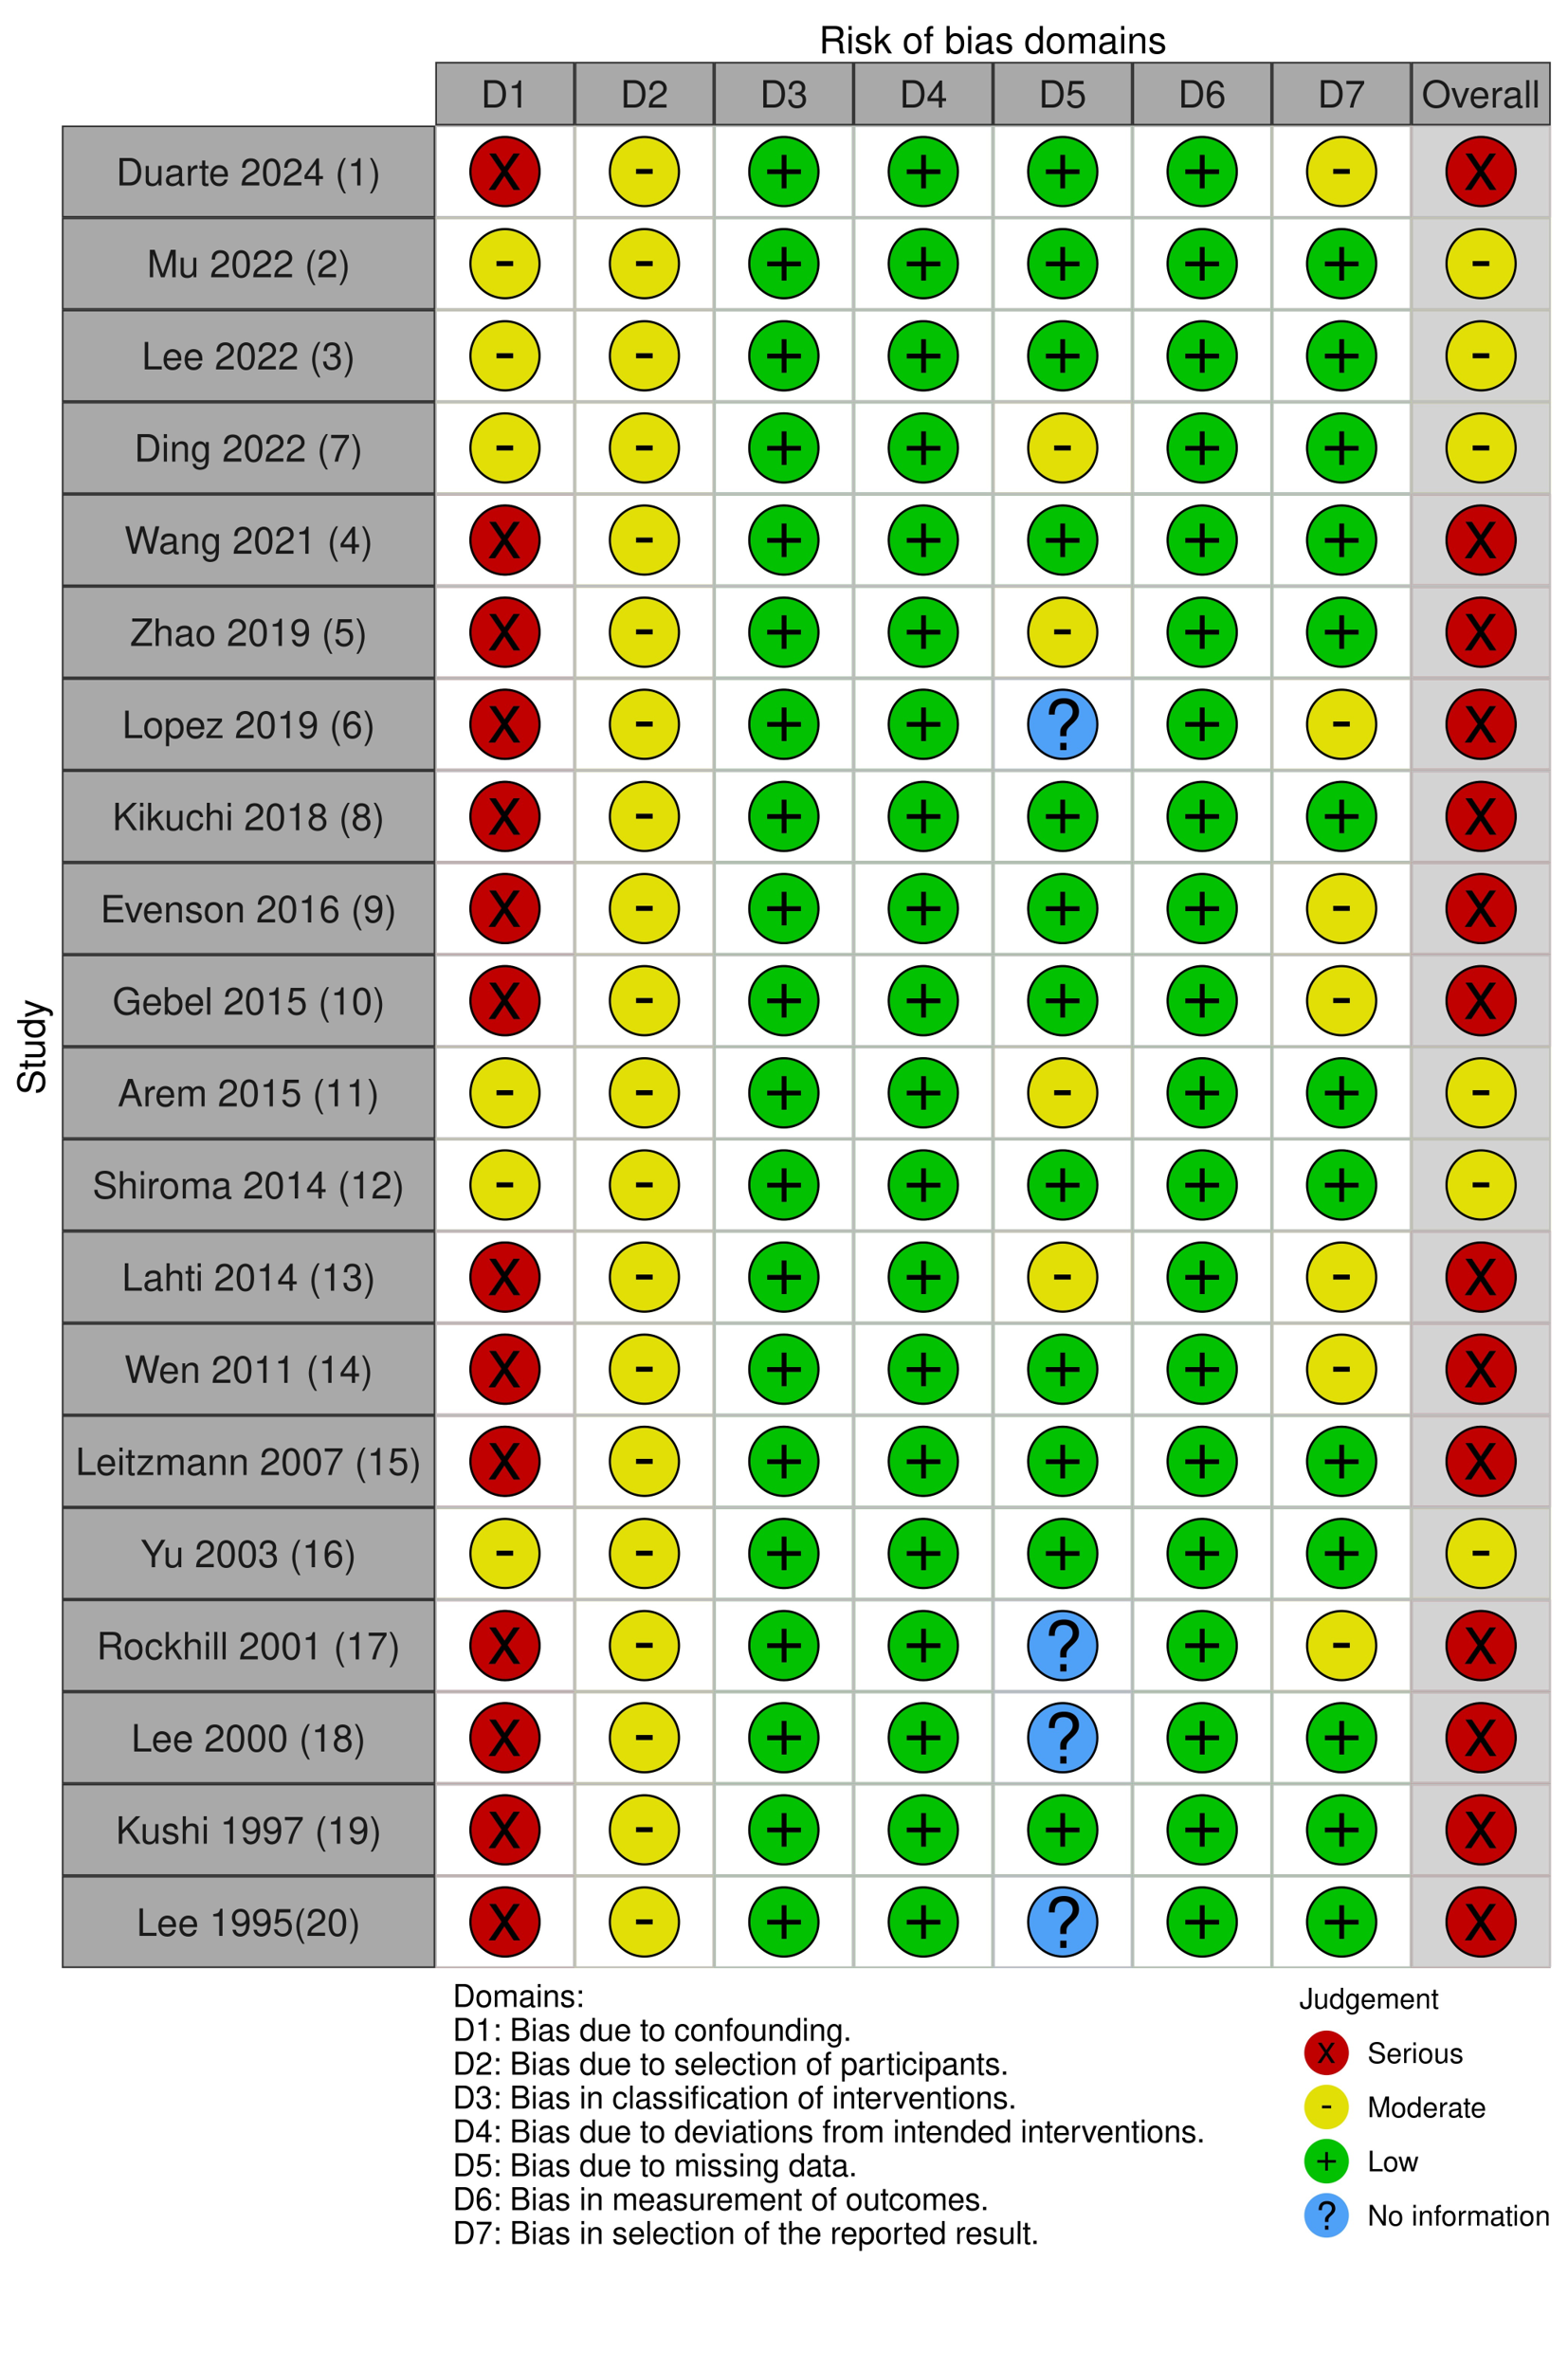 Risk of bias domains
D1 D2 D3 D4 D5 D6 D7 Overall
Duarte 2024 (1) X - + + + + - X
Mu 2022 (2) - - + + + + + -
Lee 2022 (3) - - + + + + + -
Ding 2022 (7) - - + + - + + -
Wang 2021 (4) X - + + + + + X
Zhao 2019 (5) X - + + - + + X
Lopez 2019 (6) X - + + ? + - X
Kikuchi 2018 (8) X - + + + + + X
Evenson 2016 (9) X - + + + + - X
Gebel 2015 (10) X - + + + + - X
Study
Arem 2015 (11) - - + + - + + -
Shiroma 2014 (12) - - + + + + + -
Lahti 2014 (13) X - + + - + - X
Wen 2011 (14) X - + + + + - X
Leitzmann 2007 (15) X - + + + + + X
Yu 2003 (16) - - + + + + + -
Rockhill 2001 (17) X - + + ? + - X
Lee 2000 (18) X - + + ? + + X
Kushi 1997 (19) X - + + + + + X
Lee 1995(20) X - + + ? + + X
Domains:
D1: Bias due to confounding.
D2: Bias due to selection of participants.
D3: Bias in classification of interventions.
D4: Bias due to deviations from intended interventions.
D5: Bias due to missing data.
D6: Bias in measurement of outcomes.
D7: Bias in selection of the reported result.
Judgement
X Serious
- Moderate
+ Low
? No information